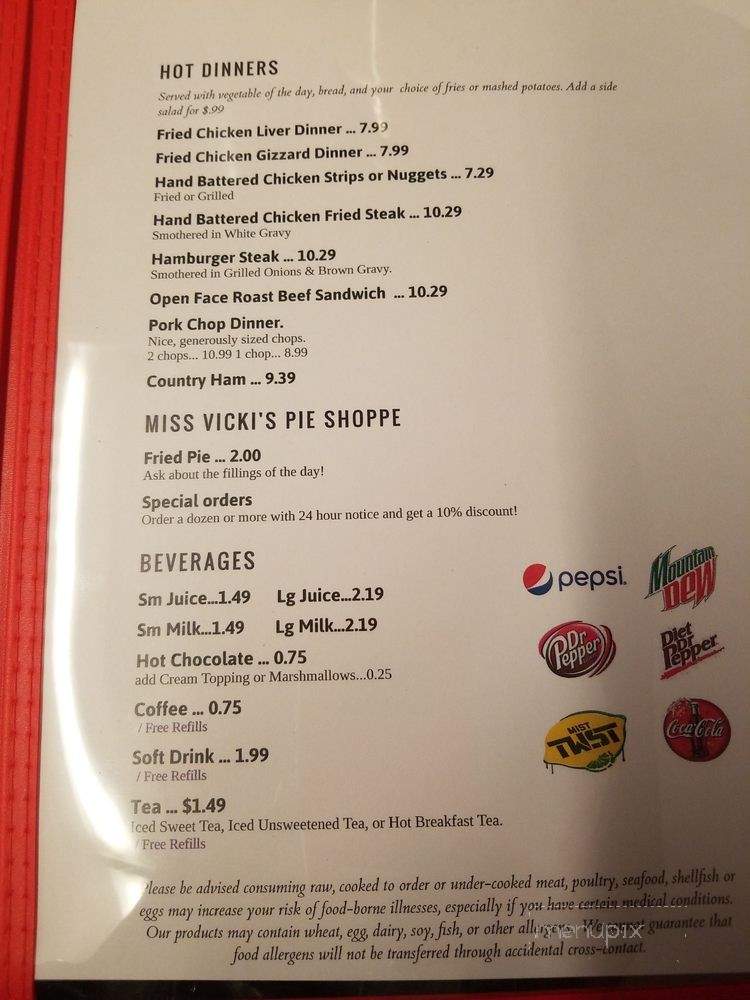 HOT DINNERS
Served with vegetable of the day, bread, and your choice of fries or mashed potatoes. Add a side
salad for $.99
Fried Chicken Liver Dinner ... 7.99
Fried Chicken Gizzard Dinner ... 7.99
Hand Battered Chicken Strips or Nuggets ... 7.29
Fried or Grilled
Hand Battered Chicken Fried Steak ... 10.29
Smothered in White Gravy
Hamburger Steak ... 10.29
Smothered in Grilled Onions & Brown Gravy.
Open Face Roast Beef Sandwich ... 10.29
Pork Chop Dinner.
Nice, generously sized chops.
2 chops... 10.99 1 chop... 8.99
Country Ham ... 9.39
MISS VICKI'S PIE SHOPPE
Fried Pie ... 2.00
Ask about the fillings of the day!
Special orders
Order a dozen or more with 24 hour notice and get a 10% discount!
BEVERAGES
Sm Juice...1.49 Lg Juice...2.19
Sm Milk...1.49 Lg Milk...2.19
Hot Chocolate ... 0.75
add Cream Topping or Marshmallows...0.25
Coffee ... 0.75
/ Free Refills
Soft Drink ... 1.99
/ Free Refills
Tea ... $1.49
Iced Sweet Tea, Iced Unsweetened Tea, or Hot Breakfast Tea.
/ Free Refills
pepsi.
Mountain
DEW
Dr
Pepper
Diet
Dr
Pepper
MIST
TWST
Coca-Cola
Please be advised consuming raw, cooked to order or under-cooked meat, poultry, seafood, shellfish or
eggs may increase your risk of food-borne illnesses, especially if you have certain medical conditions.
Our products may contain wheat, egg, dairy, soy, fish, or other allergens. We cannot guarantee that
food allergens will not be transferred through accidental cross-contact.
menupix